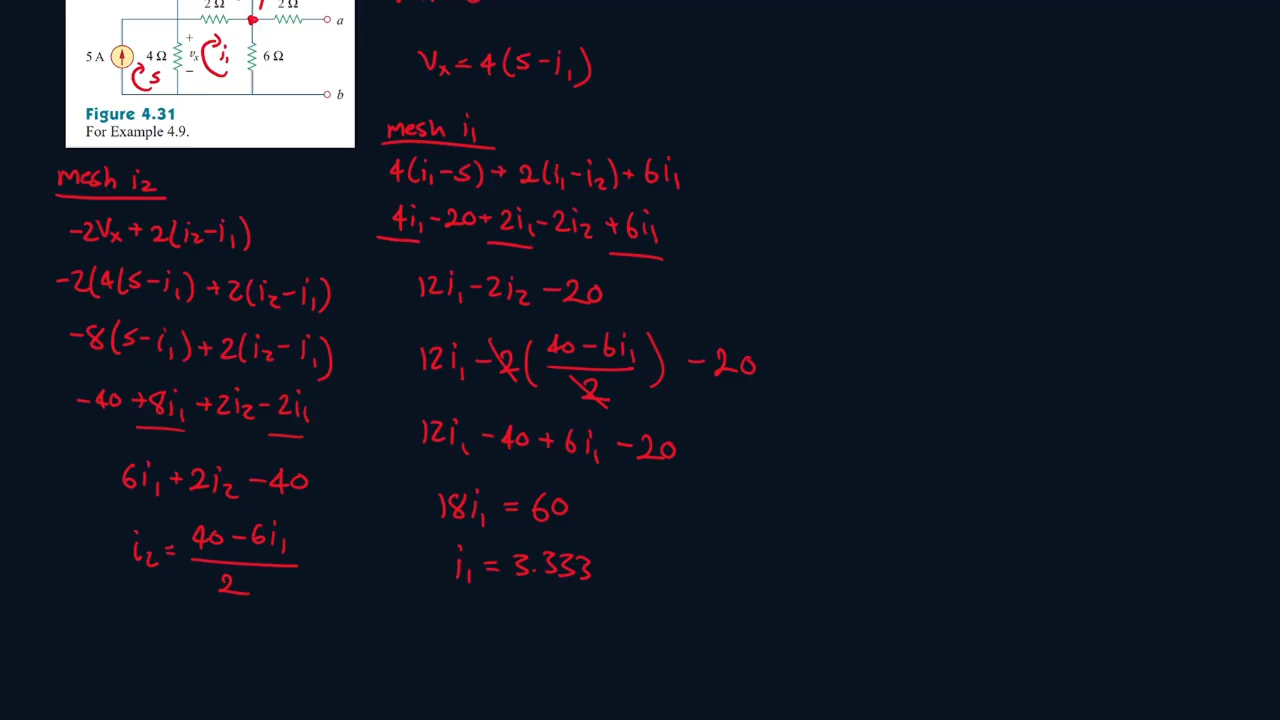 2 Ω 2 Ω
a
5 A 4 Ω + vx − i₁ 6 Ω
5
b
Figure 4.31
For Example 4.9.
mesh i₂
-2Vx + 2(i₂-i₁)
-2(4(5-i₁) + 2(i₂-i₁)
-8(5-i₁) + 2(i₂-i₁)
-40 + 8i₁ + 2i₂ - 2i₁
6i₁ + 2i₂ - 40
i₂ = 40 - 6i₁
2
Vx = 4(5-i₁)
mesh i₁
4(i₁-5) + 2(i₁-i₂) + 6i₁
4i₁ - 20 + 2i₁ - 2i₂ + 6i₁
12i₁ - 2i₂ - 20
12i₁ - 2(40 - 6i₁ / 2) - 20
12i₁ - 40 + 6i₁ - 20
18i₁ = 60
i₁ = 3.333